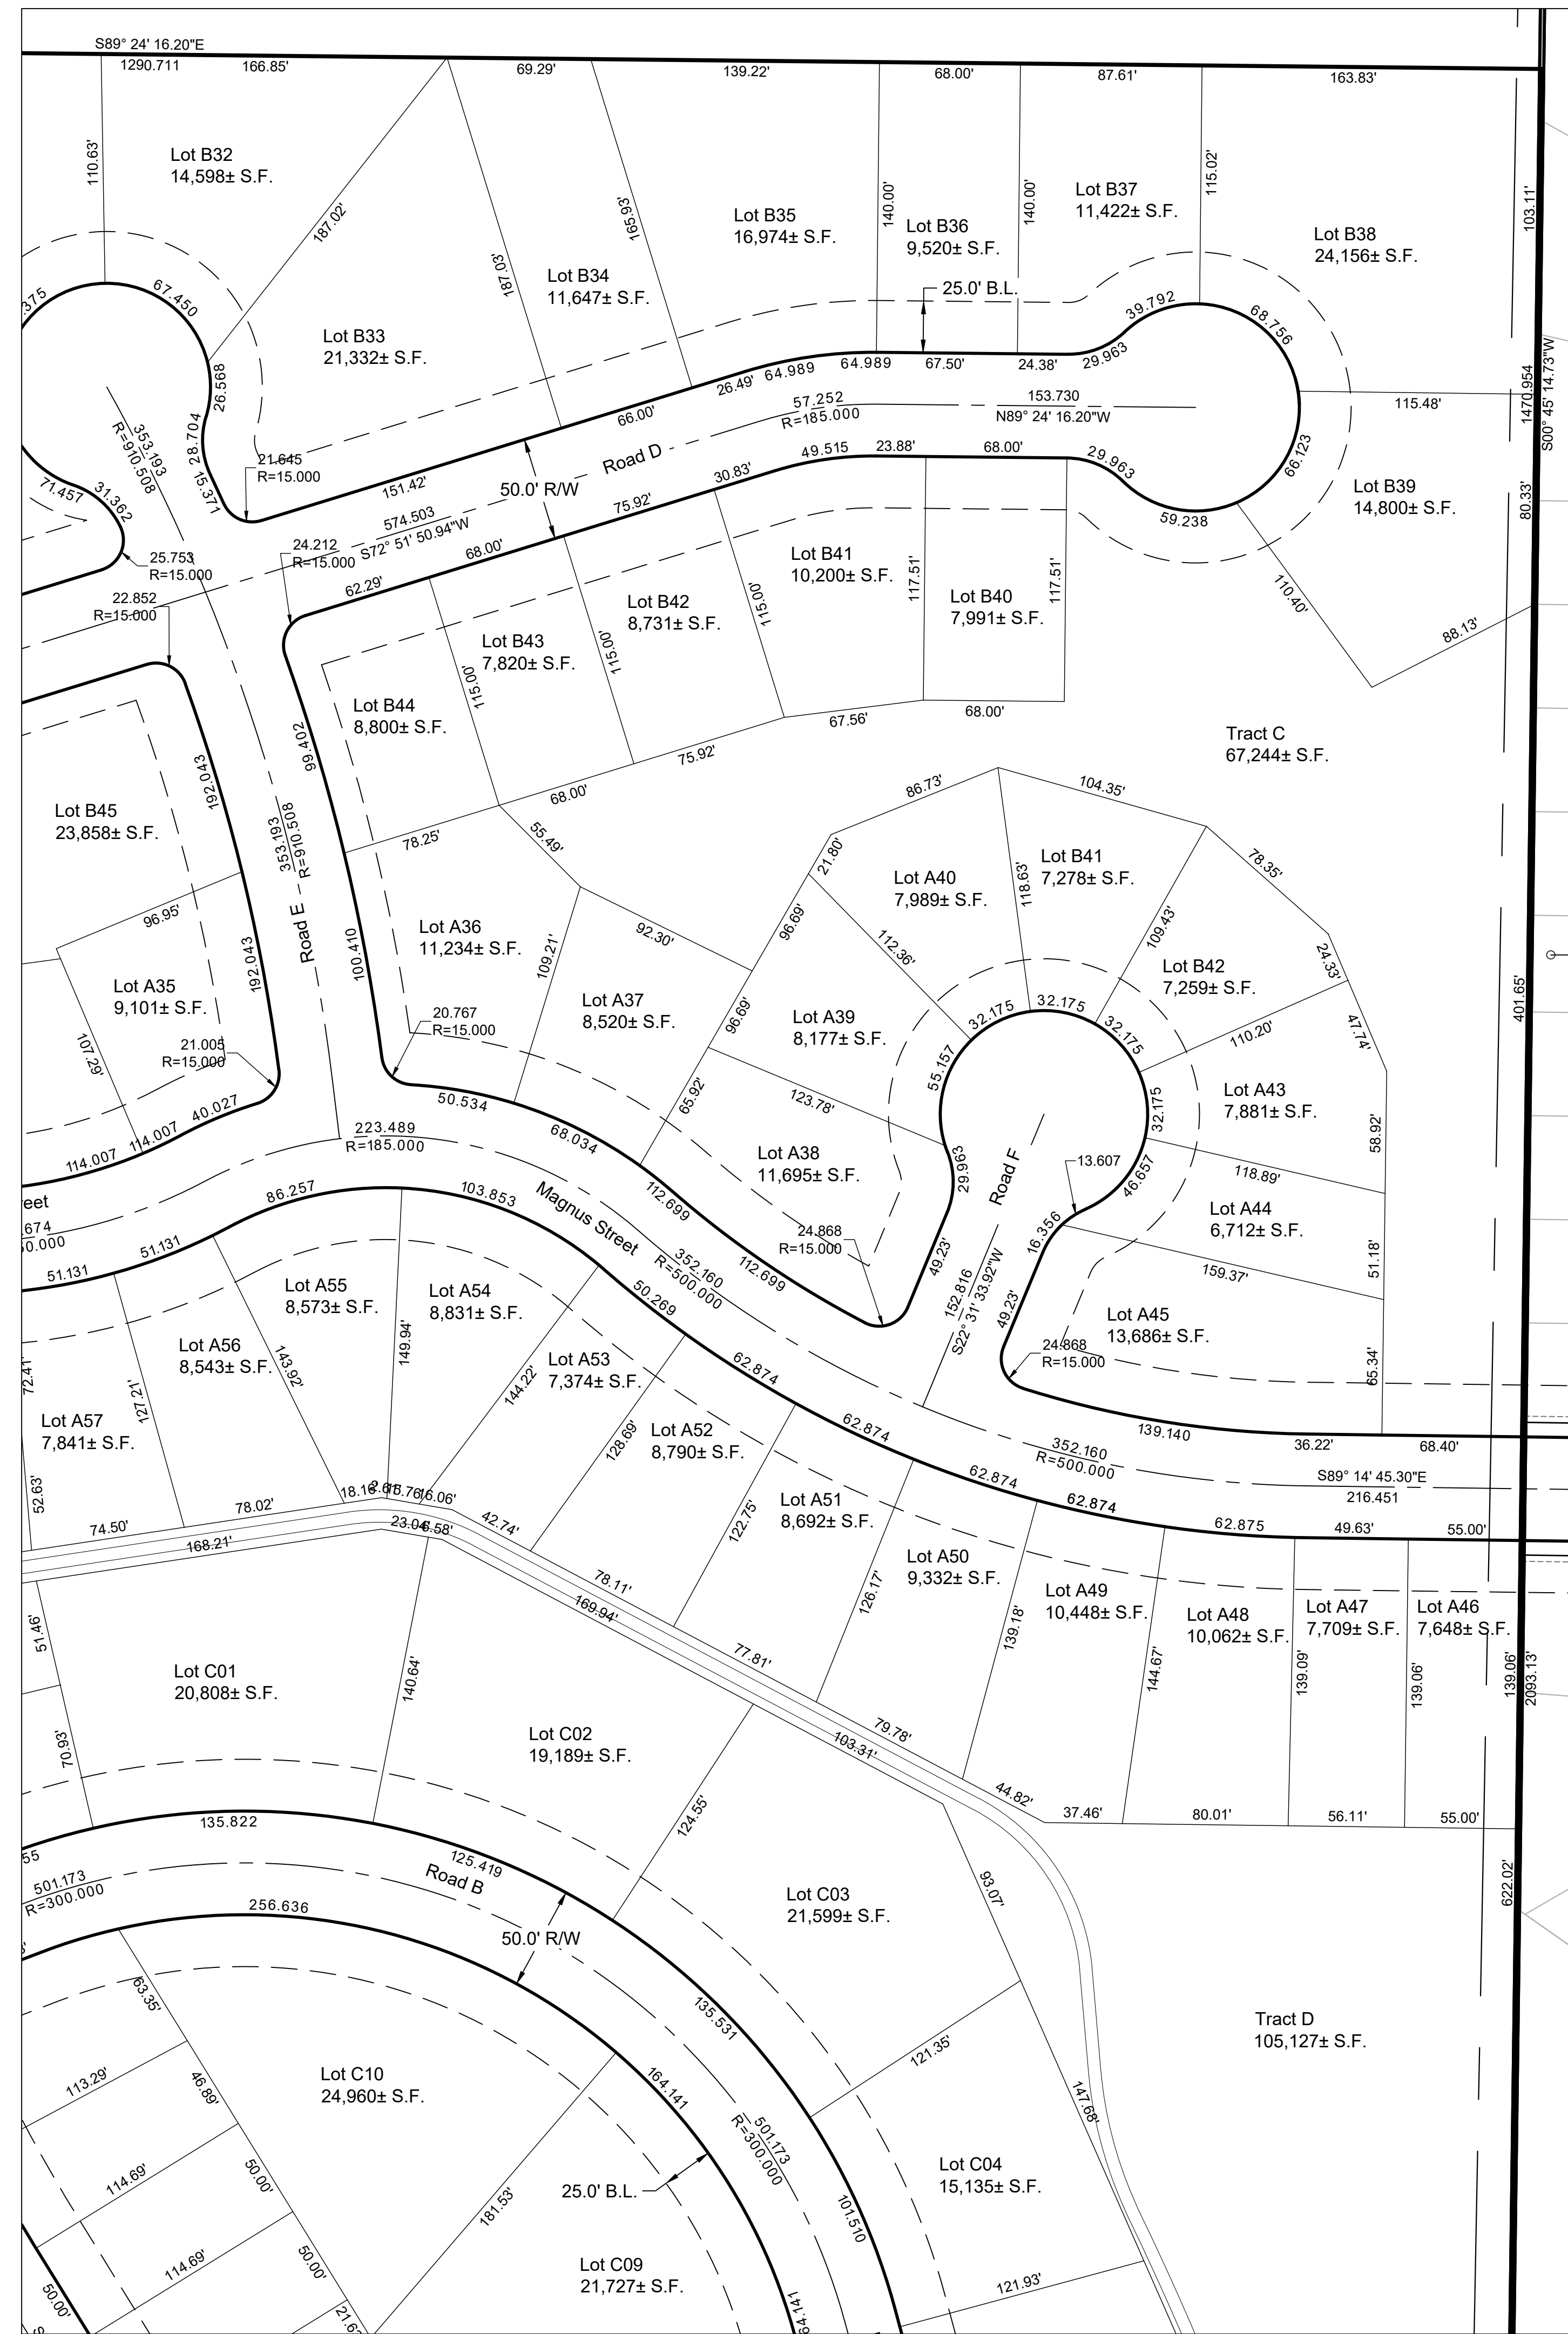 S89° 24' 16.20"E
1290.711
166.85'
69.29'
139.22'
68.00'
87.61'
163.83'
110.63'
Lot B32
14,598± S.F.
187.02'
187.03'
165.93'
Lot B35
16,974± S.F.
140.00'
Lot B36
9,520± S.F.
140.00'
Lot B37
11,422± S.F.
115.02'
Lot B38
24,156± S.F.
103.11'
Lot B34
11,647± S.F.
25.0' B.L.
.375
67.450
Lot B33
21,332± S.F.
39.792
68.756
26.568
26.49'
64.989
64.989
67.50'
24.38'
29.963
57.252
R=185.000
153.730
N89° 24' 16.20"W
115.48'
1470.954
S00° 45' 14.73"W
28.704
353.193
R=910.508
66.00'
Road D
49.515
23.88'
68.00'
29.963
66.123
21.645
R=15.000
15.371
151.42'
50.0' R/W
30.83'
71.457
31.362
75.92'
Lot B39
14,800± S.F.
80.33'
59.238
574.503
S72° 51' 50.94"W
24.212
R=15.000
68.00'
25.753
R=15.000
62.29'
22.852
R=15.000
Lot B41
10,200± S.F.
117.51'
Lot B40
7,991± S.F.
117.51'
110.40'
88.13'
Lot B42
8,731± S.F.
115.00'
Lot B43
7,820± S.F.
115.00'
115.00'
Lot B44
8,800± S.F.
99.402
67.56'
68.00'
75.92'
68.00'
Tract C
67,244± S.F.
192.043
Lot B45
23,858± S.F.
353.193
R=910.508
78.25'
55.49'
86.73'
104.35'
21.80'
78.35'
Lot A40
7,989± S.F.
118.63'
Lot B41
7,278± S.F.
96.95'
Road E
Lot A36
11,234± S.F.
92.30'
96.69'
112.36'
109.43'
24.33'
192.043
100.410
109.21'
Lot B42
7,259± S.F.
Lot A35
9,101± S.F.
Lot A37
8,520± S.F.
96.69'
Lot A39
8,177± S.F.
32.175
32.175
32.175
110.20'
47.74'
401.65'
20.767
R=15.000
107.29'
21.005
R=15.000
55.157
65.92'
123.78'
32.175
Lot A43
7,881± S.F.
58.92'
40.027
50.534
114.007
114.007
223.489
R=185.000
68.034
Lot A38
11,695± S.F.
29.963
Road F
13.607
46.657
118.89'
86.257
103.853
112.699
Magnus Street
eet
.674
0.000
51.131
51.131
24.868
R=15.000
16.356
Lot A44
6,712± S.F.
49.23'
352.160
R=500.000
112.699
159.37'
51.18'
Lot A55
8,573± S.F.
Lot A54
8,831± S.F.
50.269
152.816
S22° 31' 33.92"W
49.23'
Lot A45
13,686± S.F.
24.868
R=15.000
Lot A56
8,543± S.F.
143.92'
149.94'
Lot A53
7,374± S.F.
144.22'
62.874
65.34'
72.41'
127.21'
Lot A57
7,841± S.F.
128.69'
Lot A52
8,790± S.F.
62.874
139.140
352.160
R=500.000
36.22'
68.40'
62.874
S89° 14' 45.30"E
216.451
52.63'
78.02'
74.50'
16.06'
42.74'
122.75'
Lot A51
8,692± S.F.
62.874
62.875
49.63'
55.00'
168.21'
78.11'
169.94'
126.17'
Lot A50
9,332± S.F.
Lot A49
10,448± S.F.
Lot A48
10,062± S.F.
Lot A47
7,709± S.F.
Lot A46
7,648± S.F.
51.46'
139.18'
144.67'
139.09'
139.06'
139.06'
2093.13'
Lot C01
20,808± S.F.
140.64'
77.81'
70.93'
Lot C02
19,189± S.F.
79.78'
103.31'
44.82'
37.46'
80.01'
56.11'
55.00'
135.822
124.55'
125.419
Road B
55
501.173
R=300.000
93.07'
622.02'
256.636
Lot C03
21,599± S.F.
50.0' R/W
63.35'
135.531
Tract D
105,127± S.F.
121.35'
113.29'
46.89'
Lot C10
24,960± S.F.
164.141
147.68'
501.173
R=300.000
114.69'
50.00'
181.53'
25.0' B.L.
Lot C04
15,135± S.F.
101.510
114.69'
50.00'
Lot C09
21,727± S.F.
121.93'
50.00'
21.6
64.141